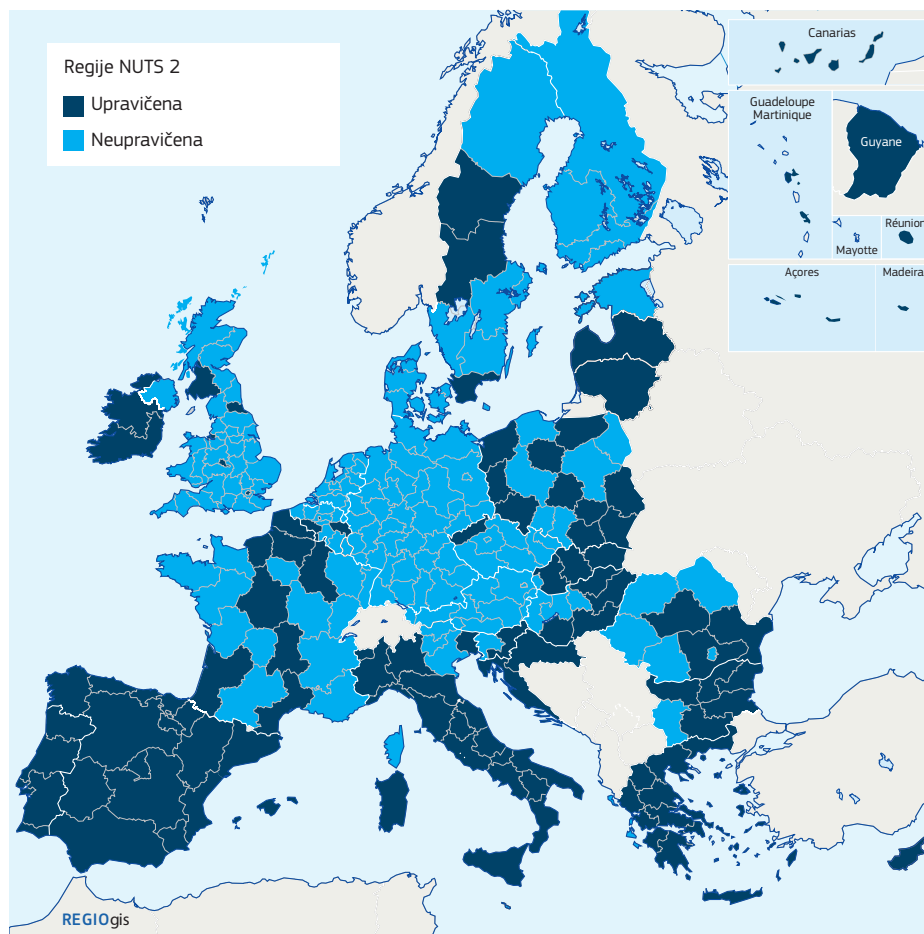 Regije NUTS 2
Upravičena
Neupravičena
Canarias
Guadeloupe
Martinique
Guyane
Mayotte
Réunion
Açores
Madeira
REGIOgis